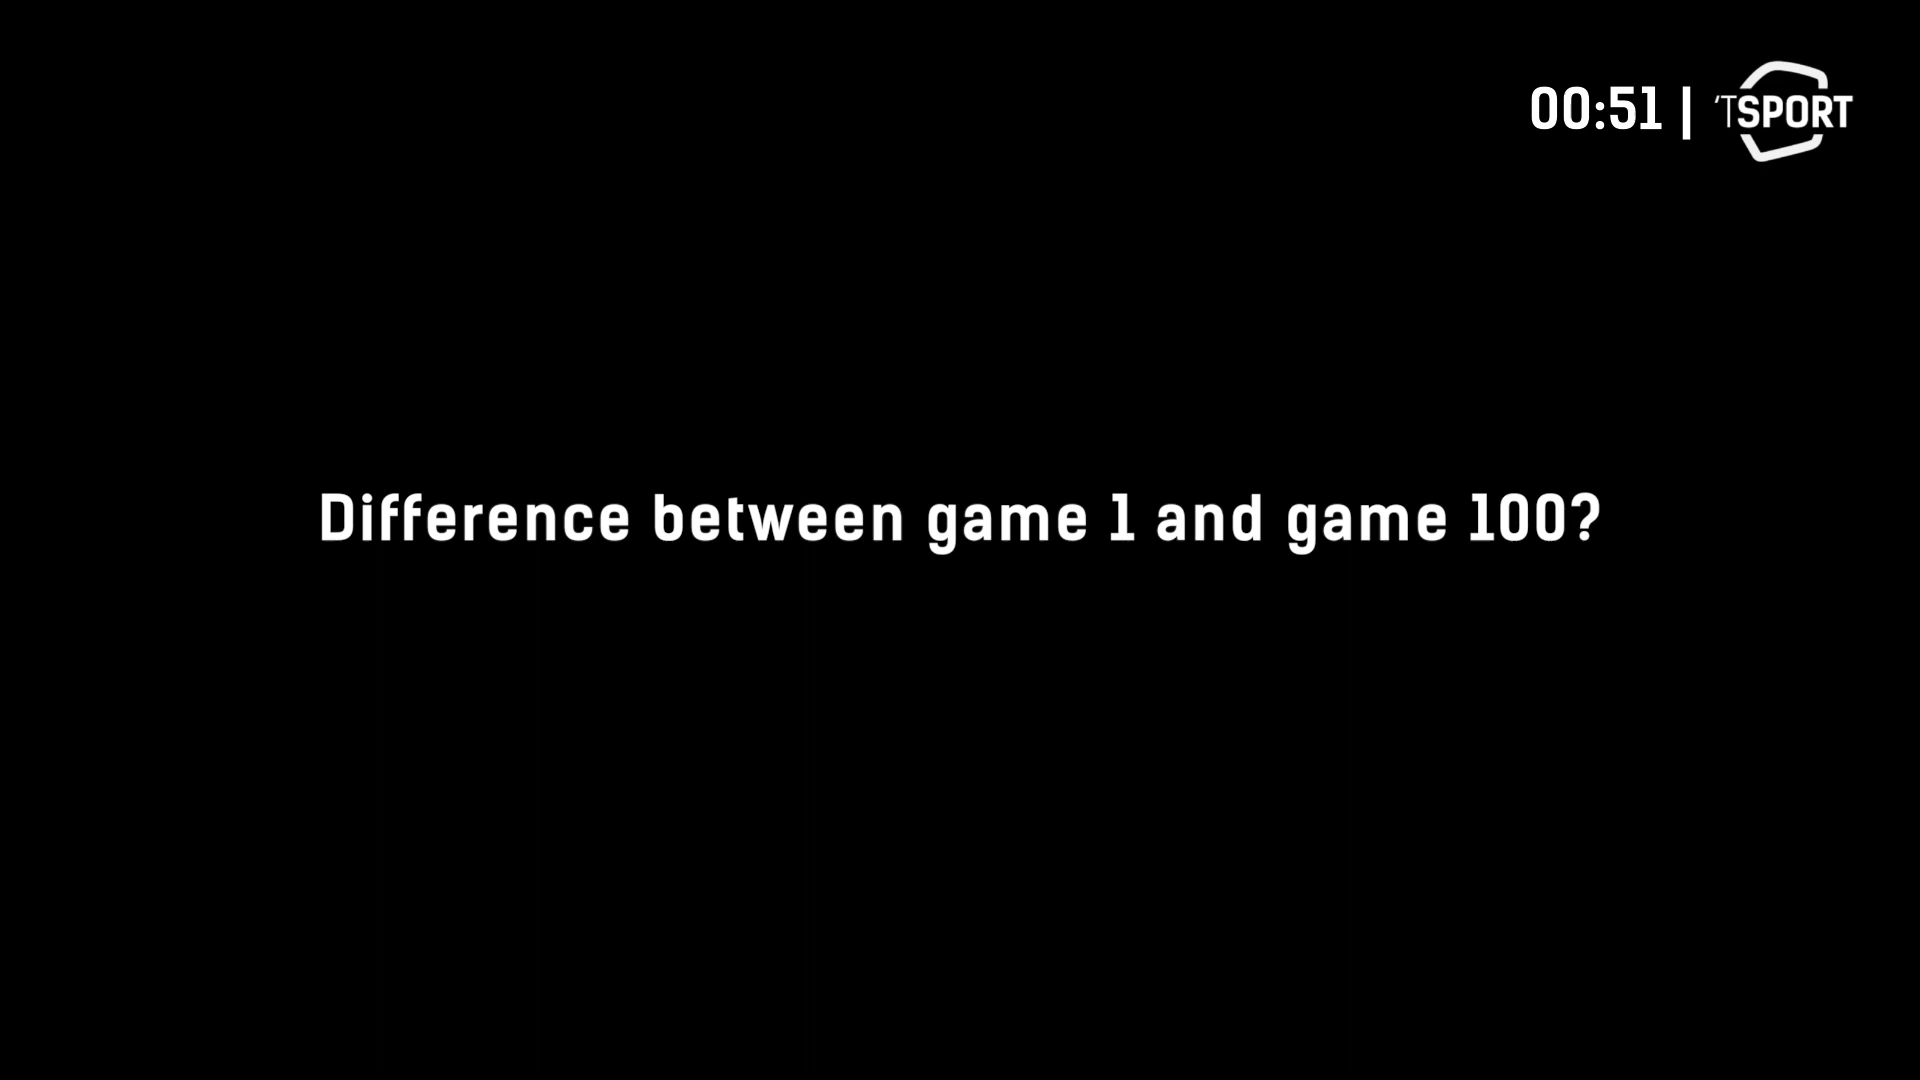 00:51 | 'TSPORT
Difference between game 1 and game 100?